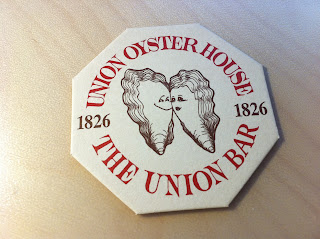 UNION OYSTER HOUSE
1826
1826
THE UNION BAR